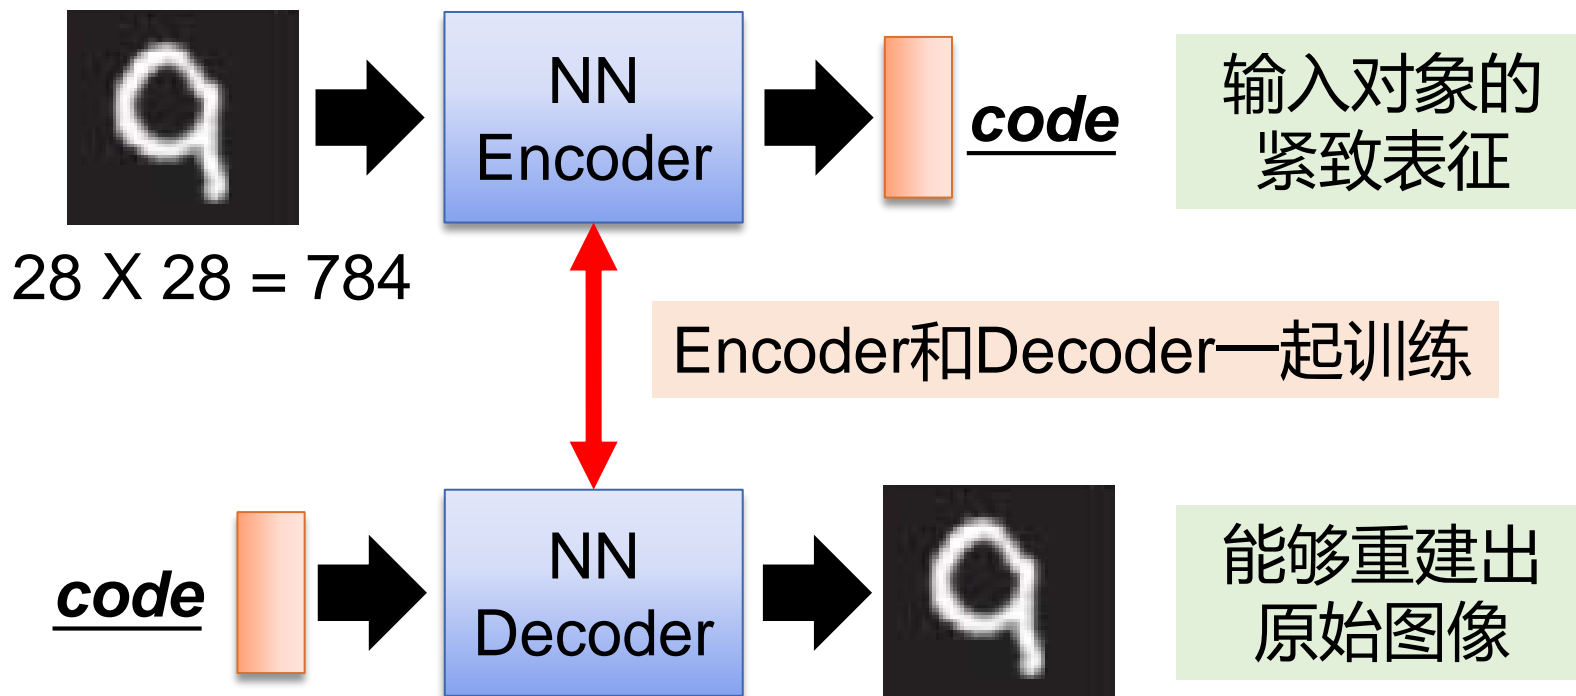 NN
Encoder
code
输入对象的
紧致表征
28 X 28 = 784
Encoder和Decoder一起训练
code
NN
Decoder
能够重建出
原始图像